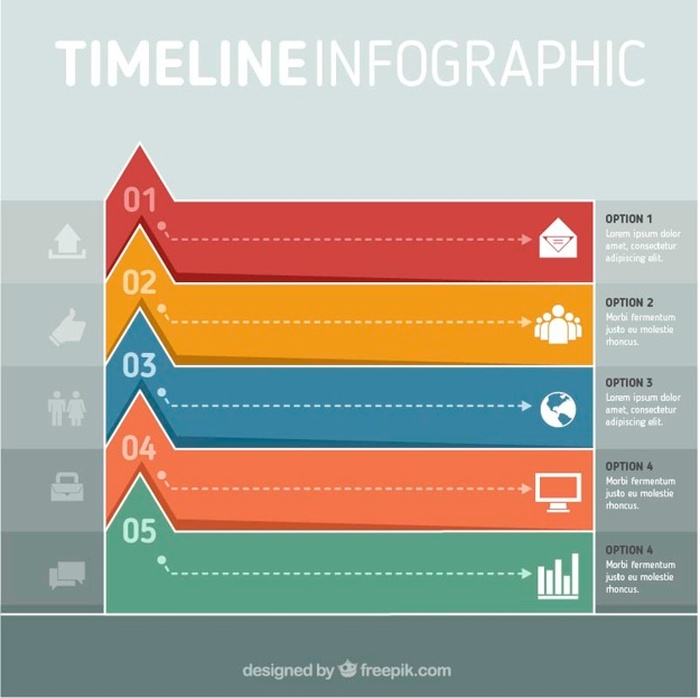 TIMELINE INFOGRAPHIC
01
OPTION 1
Lorem ipsum dolor
amet, consectetur
adipiscing elit.
02
OPTION 2
Morbi fermentum
justo eu molestie
rhoncus.
03
OPTION 3
Lorem ipsum dolor
amet, consectetur
adipiscing elit.
04
OPTION 4
Morbi fermentum
justo eu molestie
rhoncus.
05
OPTION 4
Morbi fermentum
justo eu molestie
rhoncus.
designed by freepik.com